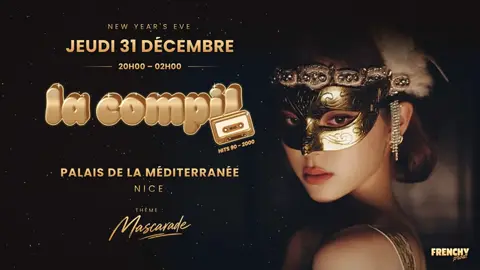 NEW YEAR'S EVE
JEUDI 31 DÉCEMBRE
20H00 – 02H00
la compil
HITS 80 - 2000
PALAIS DE LA MÉDITERRANÉE
NICE
THÈME :
Mascarade
FRENCHY